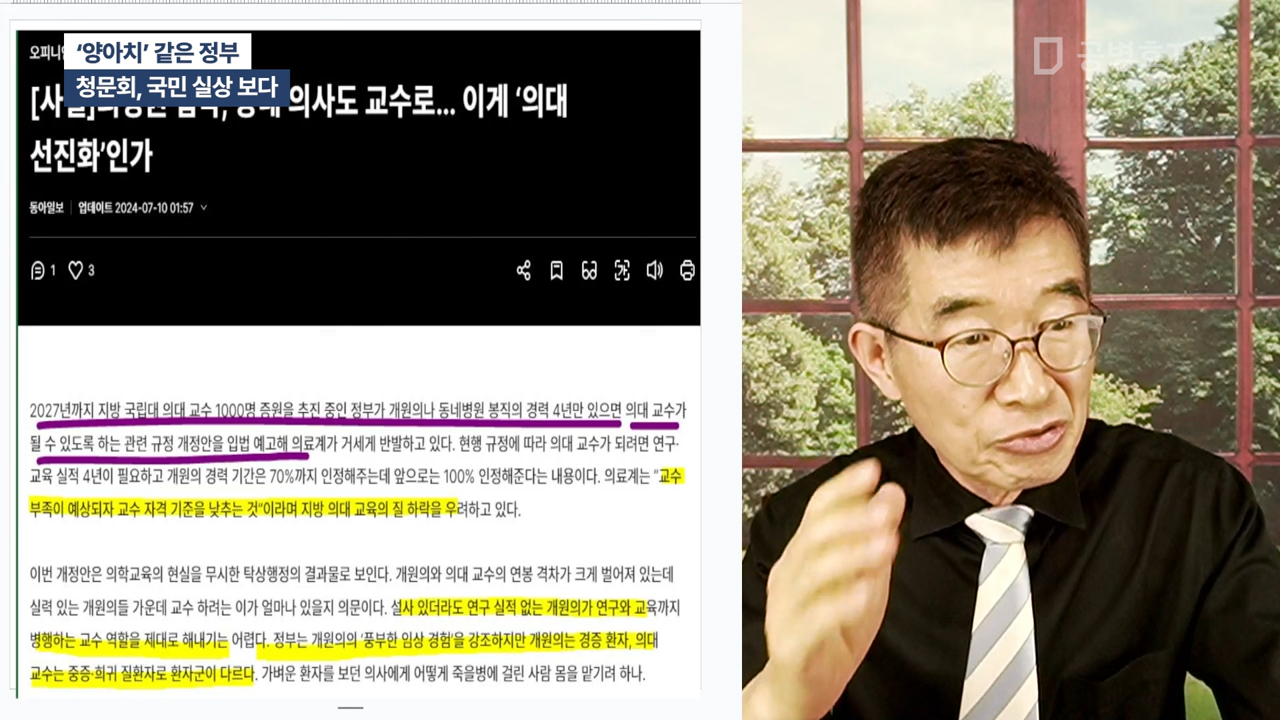 오피니언
‘양아치’ 같은 정부
청문회, 국민 실상 보다
의사도 교수로... 이게 ‘의대
선진화’인가
동아일보 | 업데이트 2024-07-10 01:57
1 3
2027년까지 지방 국립대 의대 교수 1000명 증원을 추진 중인 정부가 개원의나 동네병원 봉직의 경력 4년만 있으면 의대 교수가
될 수 있도록 하는 관련 규정 개정안을 입법 예고해 의료계가 거세게 반발하고 있다. 현행 규정에 따라 의대 교수가 되려면 연구·
교육 실적 4년이 필요하고 개원의 경력 기간은 70%까지 인정해주는데 앞으로는 100% 인정해준다는 내용이다. 의료계는 “교수
부족이 예상되자 교수 자격 기준을 낮추는 것”이라며 지방 의대 교육의 질 하락을 우려하고 있다.
이번 개정안은 의학교육의 현실을 무시한 탁상행정의 결과물로 보인다. 개원의와 의대 교수의 연봉 격차가 크게 벌어져 있는데
실력 있는 개원의들 가운데 교수 하려는 이가 얼마나 있을지 의문이다. 설사 있더라도 연구 실적 없는 개원의가 연구와 교육까지
병행하는 교수 역할을 제대로 해내기는 어렵다. 정부는 개원의의 ‘풍부한 임상 경험’을 강조하지만 개원의는 경증 환자, 의대
교수는 중증·희귀 질환자로 환자군이 다르다. 가벼운 환자를 보던 의사에게 어떻게 죽을병에 걸린 사람 몸을 맡기려 하나.